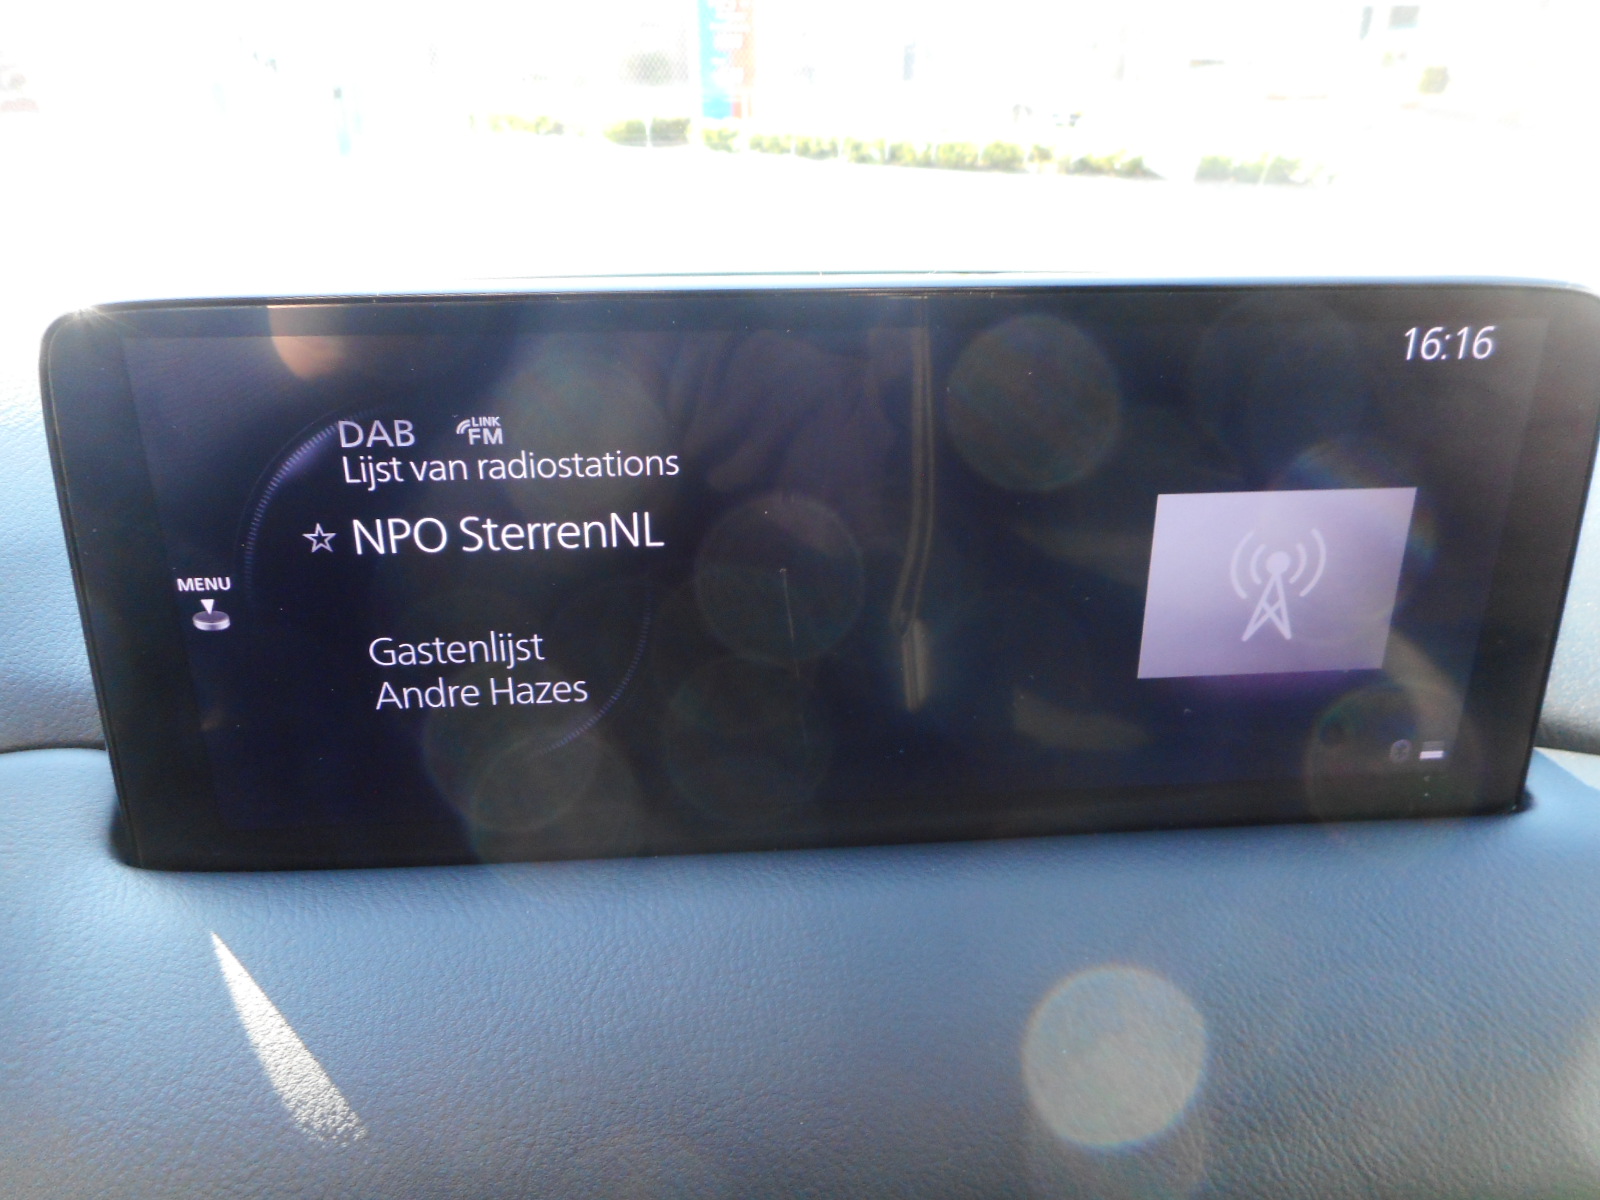 16:16
DAB LINK FM
Lijst van radiostations
NPO SterrenNL
MENU
Gastenlijst
Andre Hazes